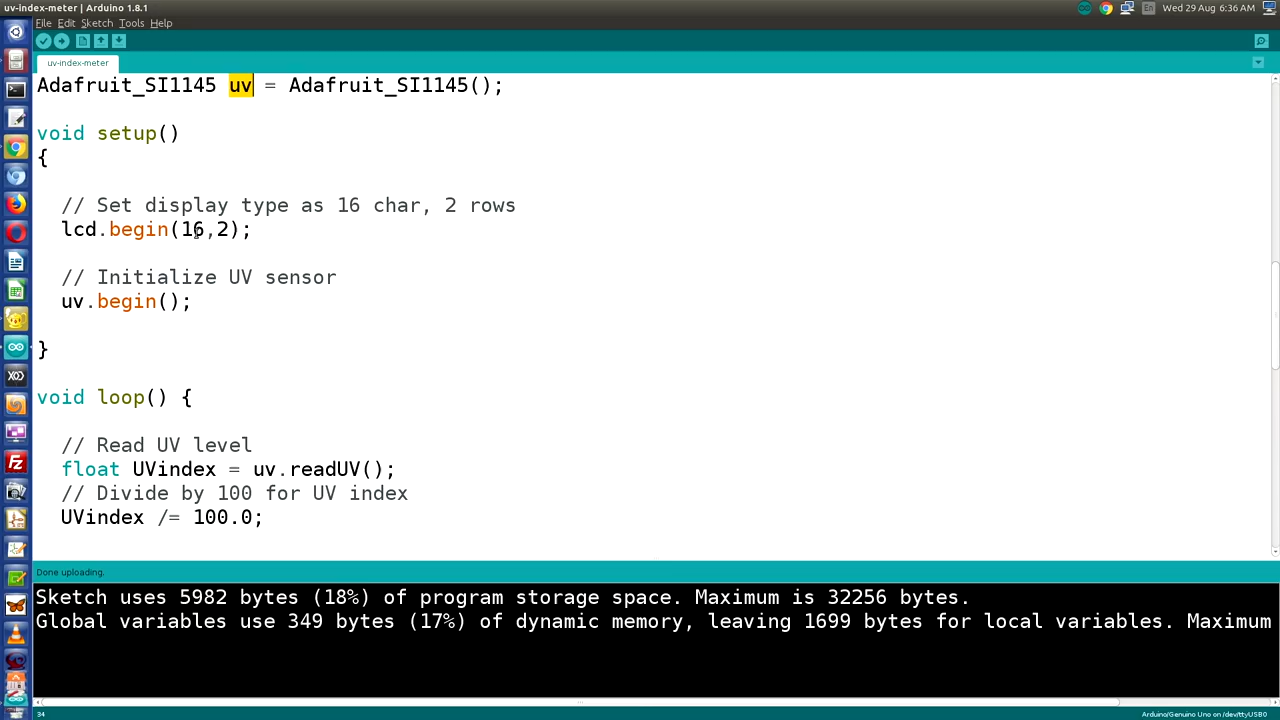 uv-index-meter | Arduino 1.8.1
En
Wed 29 Aug 6:36 AM
File Edit Sketch Tools Help
uv-index-meter
Adafruit_SI1145 uv = Adafruit_SI1145();
void setup()
{
// Set display type as 16 char, 2 rows
lcd.begin(16,2);
// Initialize UV sensor
uv.begin();
}
void loop() {
// Read UV level
float UVindex = uv.readUV();
// Divide by 100 for UV index
UVindex /= 100.0;
Done uploading.
Sketch uses 5982 bytes (18%) of program storage space. Maximum is 32256 bytes.
Global variables use 349 bytes (17%) of dynamic memory, leaving 1699 bytes for local variables. Maximum
34
Arduino/Genuino Uno on /dev/ttyUSB0